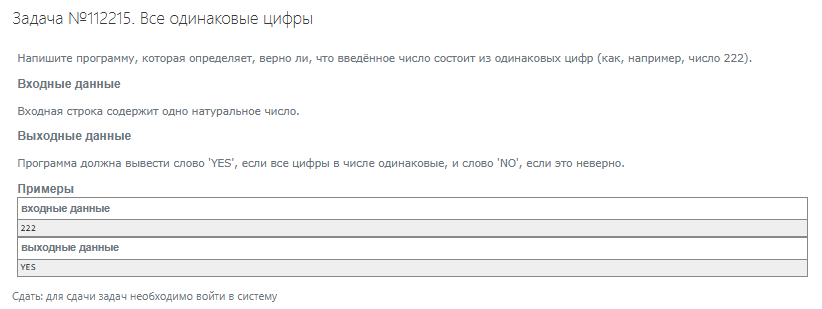 Задача №112215. Все одинаковые цифры
Напишите программу, которая определяет, верно ли, что введённое число состоит из одинаковых цифр (как, например, число 222).
Входные данные
Входная строка содержит одно натуральное число.
Выходные данные
Программа должна вывести слово 'YES', если все цифры в числе одинаковые, и слово 'NO', если это неверно.
Примеры
входные данные
222
выходные данные
YES
Сдать: для сдачи задач необходимо войти в систему